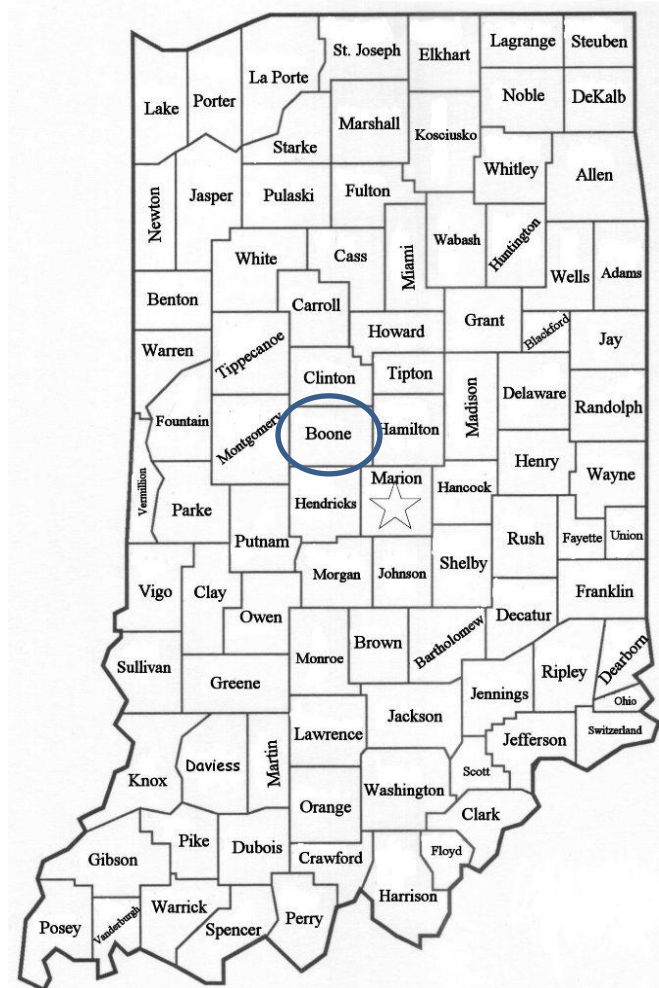 St. Joseph
Elkhart
Lagrange
Steuben
La Porte
Lake
Porter
Noble
DeKalb
Marshall
Kosciusko
Starke
Whitley
Allen
Newton
Jasper
Pulaski
Fulton
White
Cass
Miami
Wabash
Huntington
Wells
Adams
Benton
Carroll
Howard
Grant
Blackford
Jay
Warren
Tippecanoe
Clinton
Tipton
Madison
Delaware
Randolph
Fountain
Montgomery
Boone
Hamilton
Henry
Wayne
Vermillion
Parke
Hendricks
Marion
Hancock
Putnam
Rush
Fayette
Union
Vigo
Clay
Morgan
Johnson
Shelby
Franklin
Owen
Decatur
Sullivan
Greene
Monroe
Brown
Bartholomew
Dearborn
Ripley
Jennings
Ohio
Switzerland
Jefferson
Jackson
Lawrence
Knox
Daviess
Martin
Scott
Washington
Orange
Clark
Gibson
Pike
Dubois
Crawford
Floyd
Harrison
Posey
Vanderburgh
Warrick
Spencer
Perry